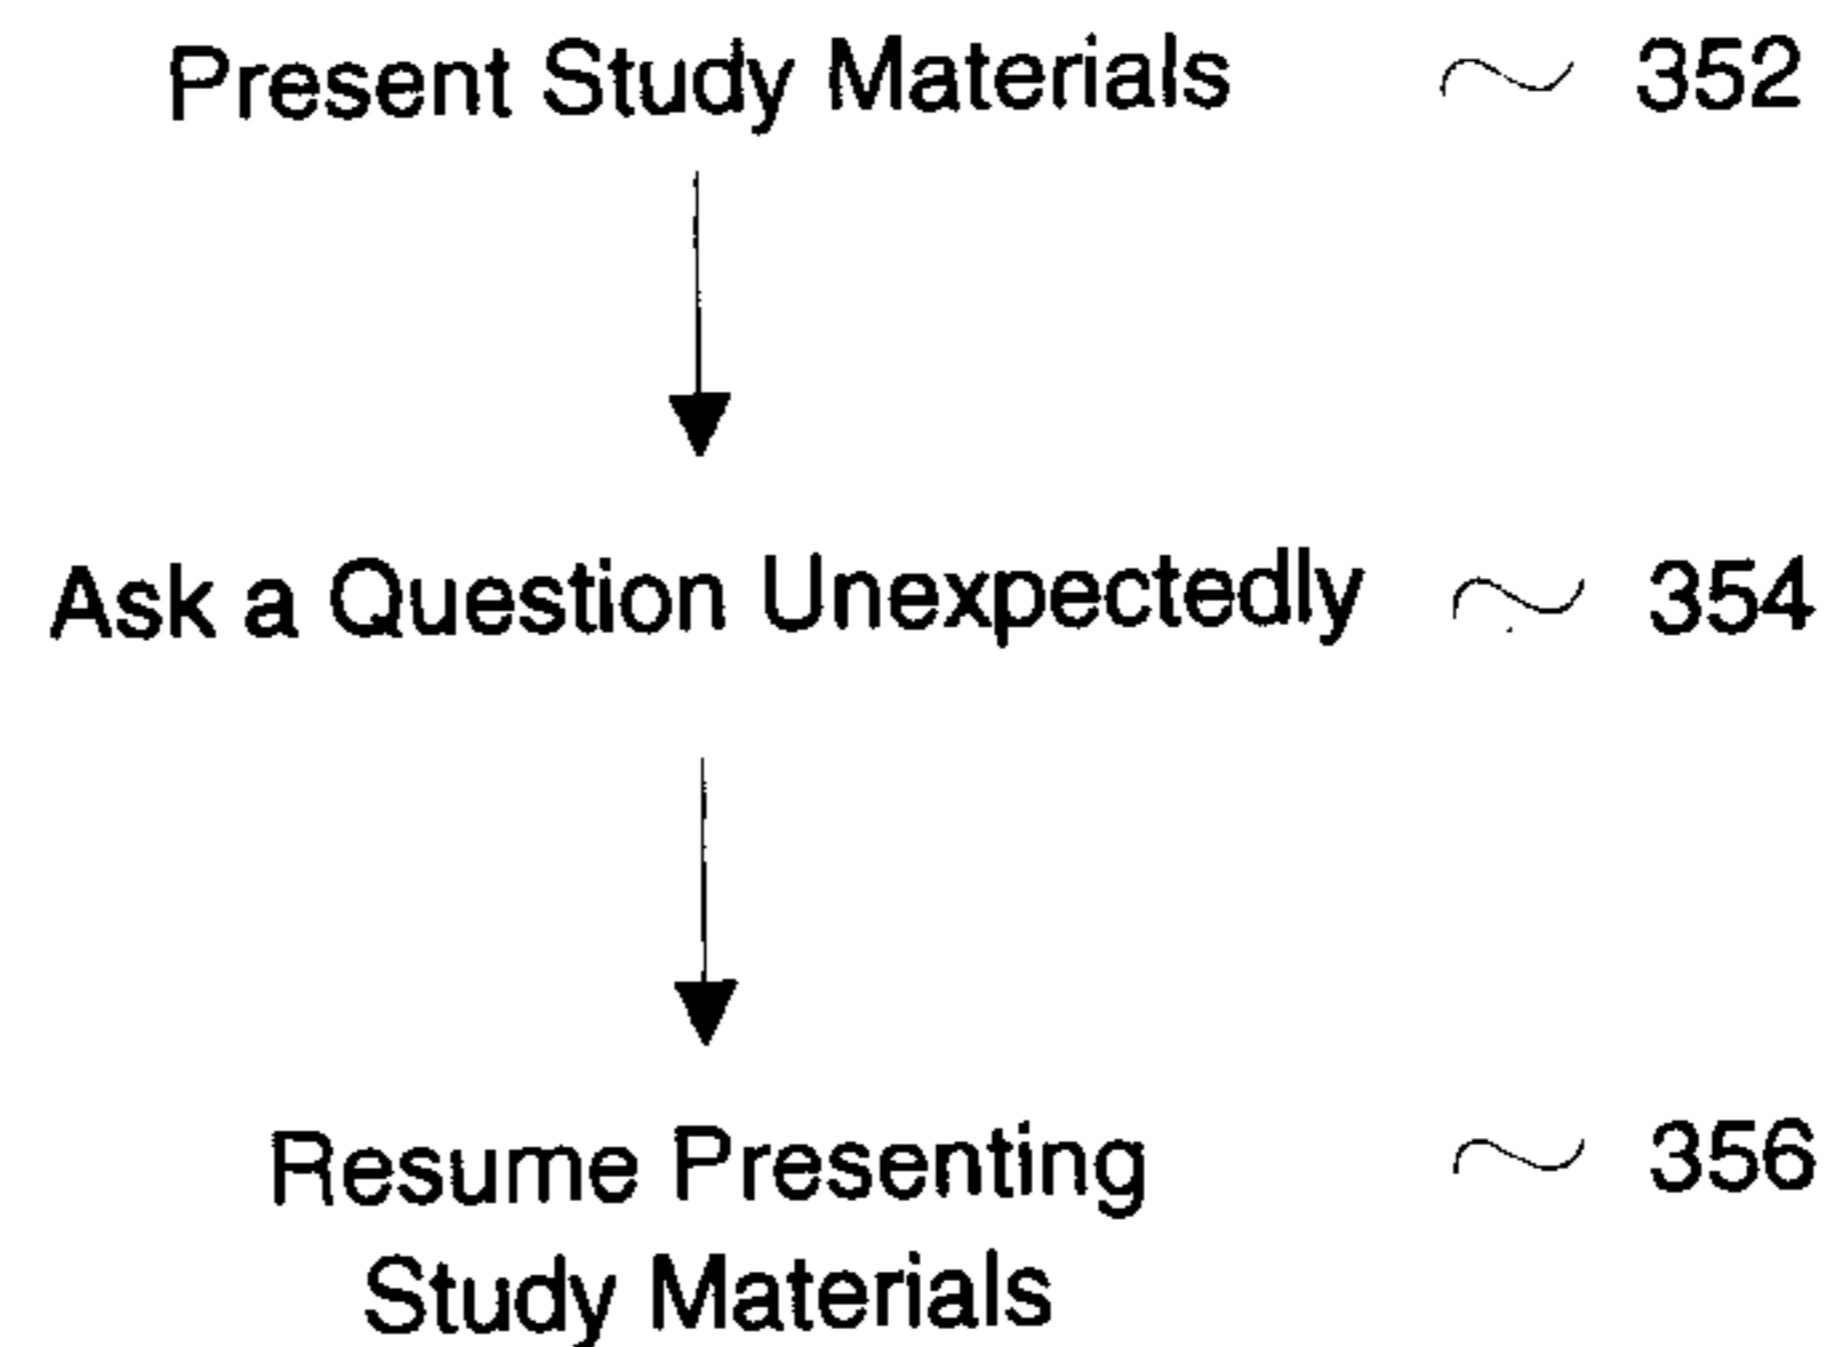 Present Study Materials 352
Ask a Question Unexpectedly 354
Resume Presenting 356
Study Materials